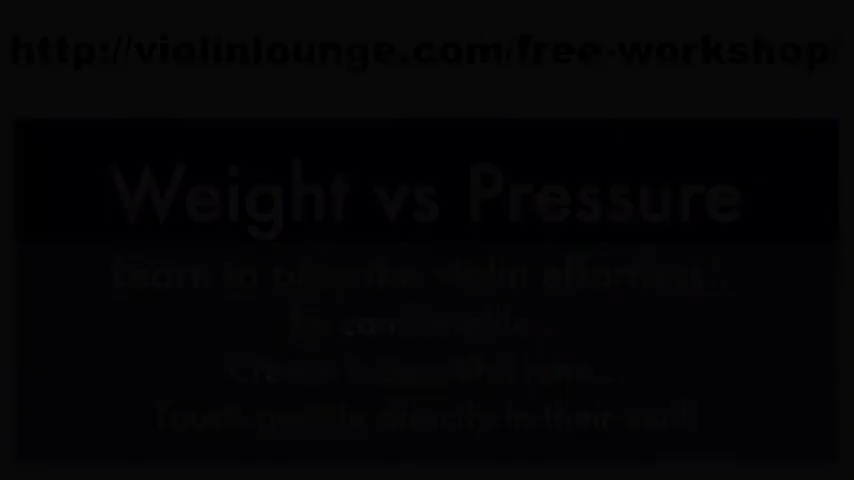 http://violinlounge.com/free-workshop/
Weight vs Pressure
Learn to play the violin effortless...
Be comfortable...
Create a beautiful tone...
Touch people directly in their soul!